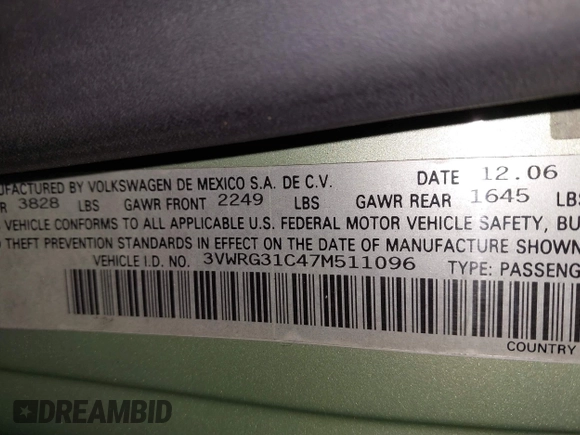 UFACTURED BY VOLKSWAGEN DE MEXICO S.A. DE C.V. DATE 12.06
R 3828 LBS GAWR FRONT 2249 LBS GAWR REAR 1645 LBS
VEHICLE CONFORMS TO ALL APPLICABLE U.S. FEDERAL MOTOR VEHICLE SAFETY, BU
THEFT PREVENTION STANDARDS IN EFFECT ON THE DATE OF MANUFACTURE SHOWN
VEHICLE I.D. NO. 3VWRG31C47M511096 TYPE: PASSENG
COUNTRY
DREAMBID